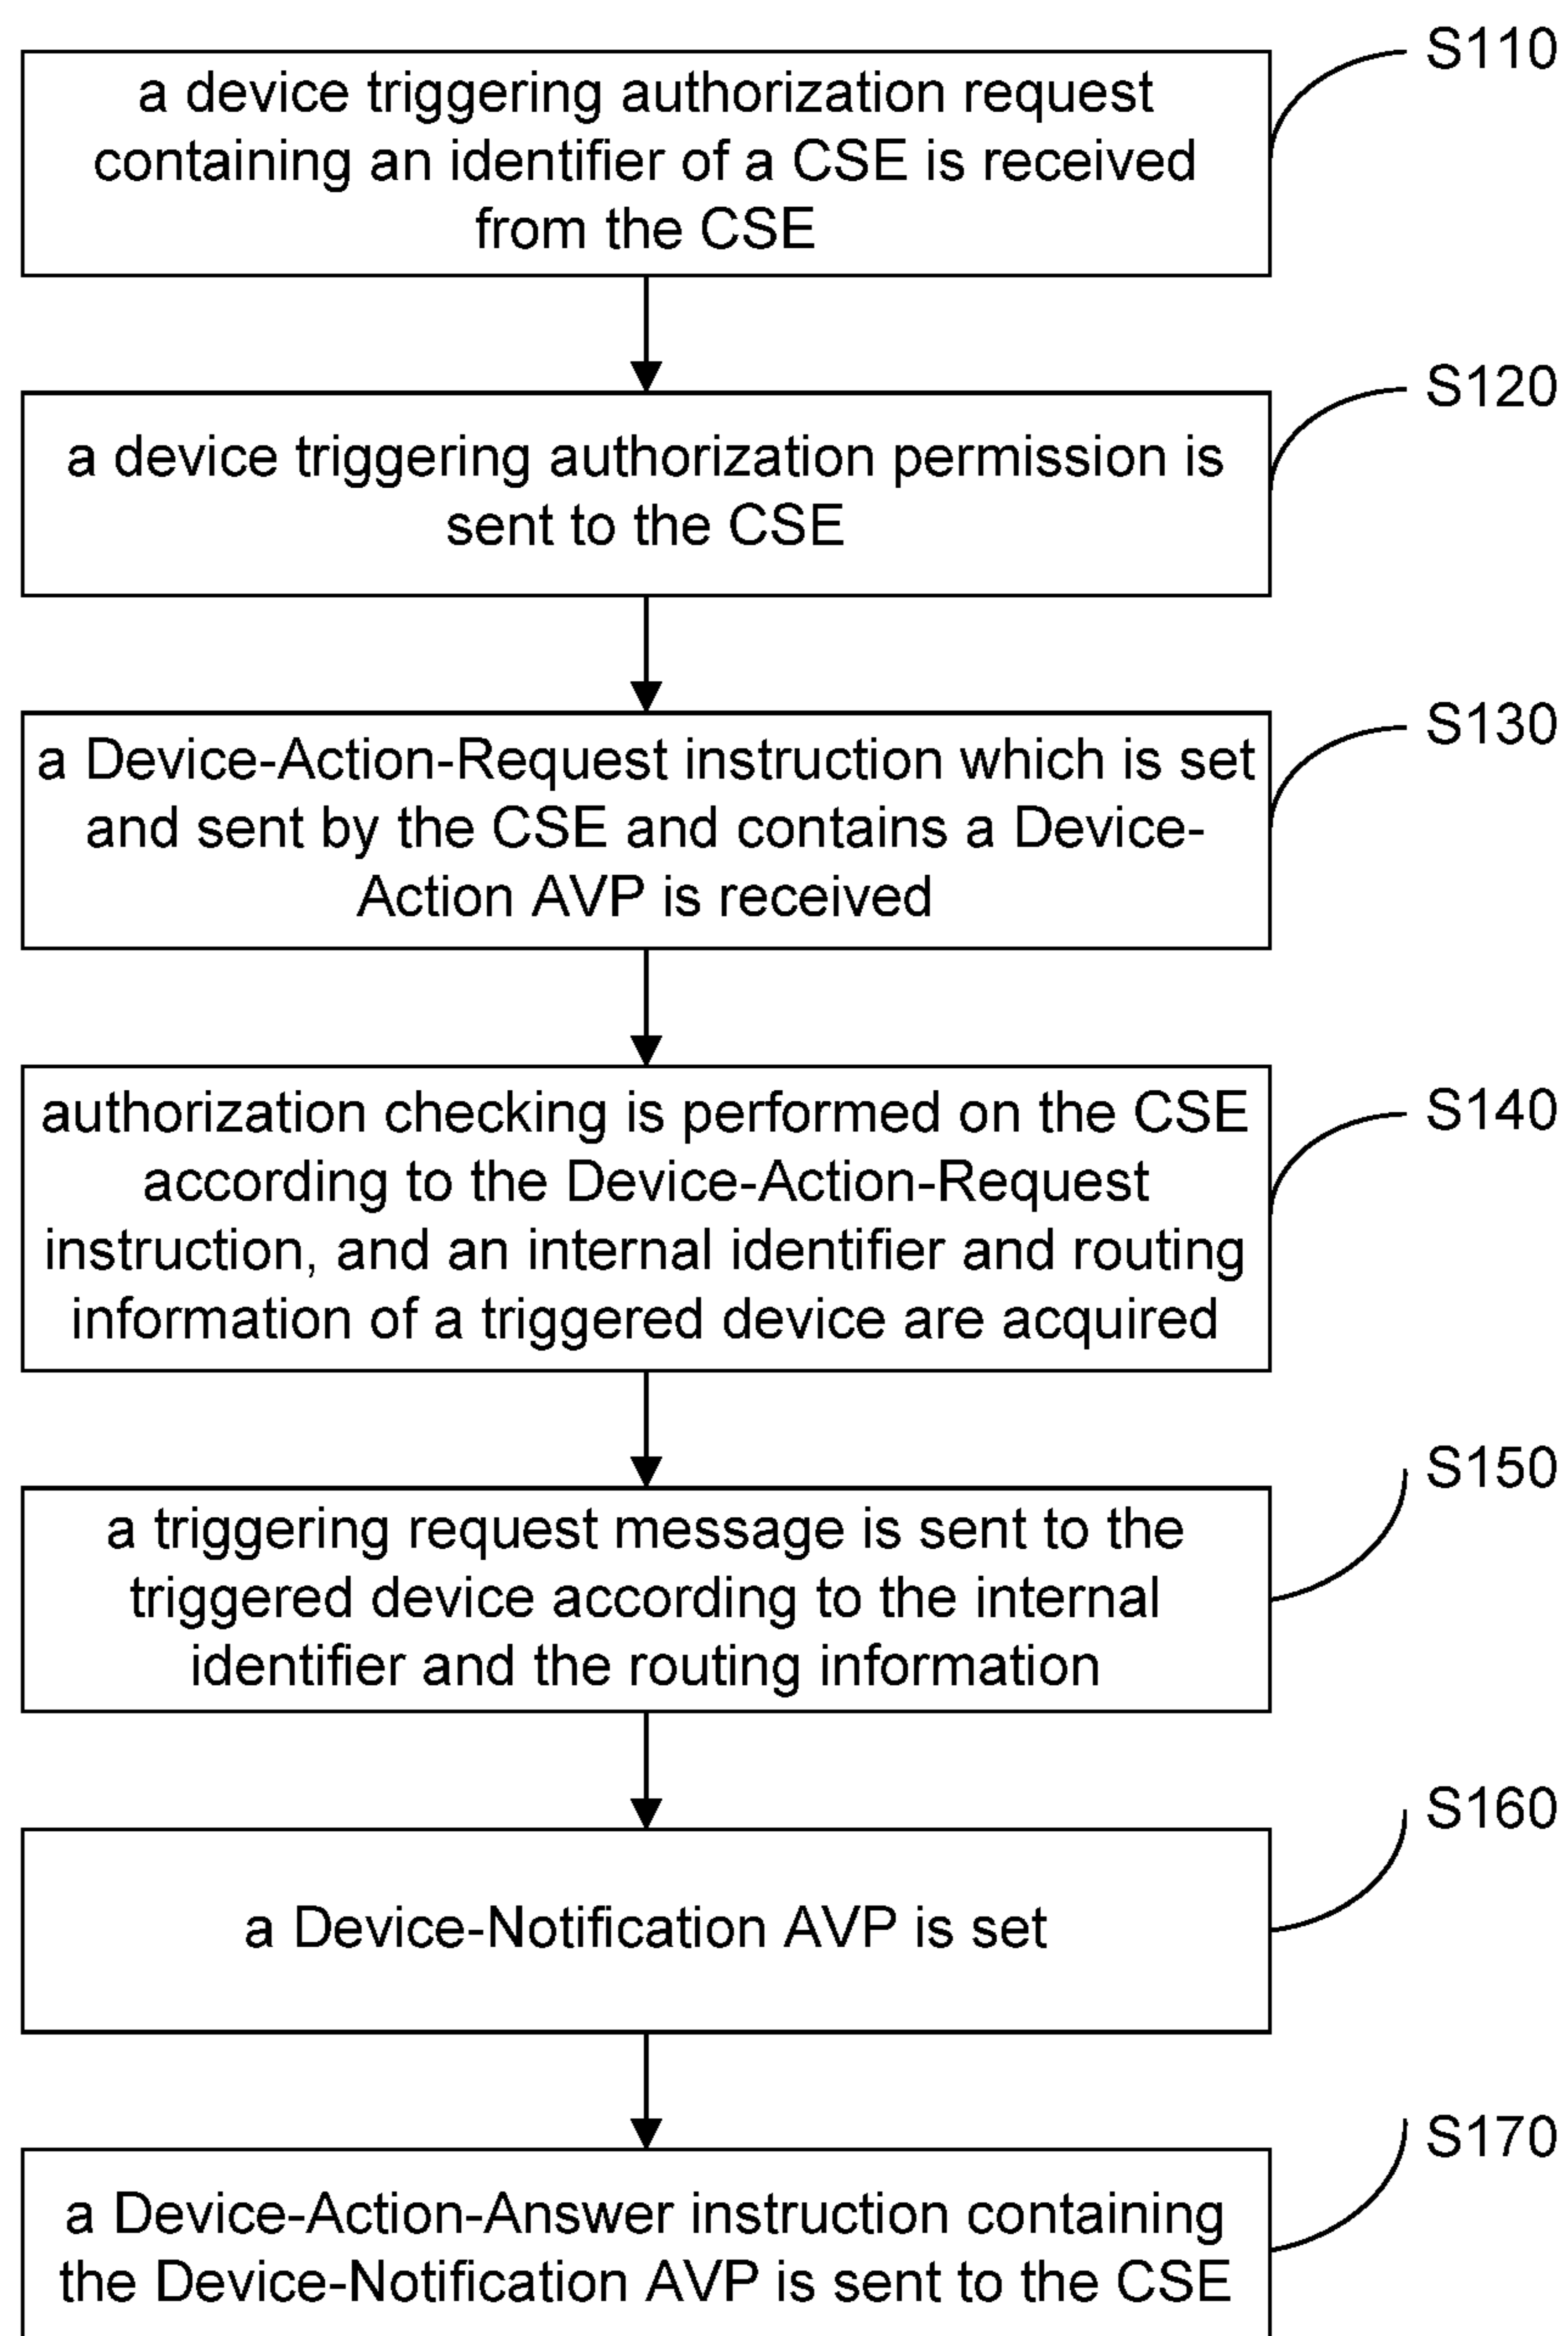 S110
a device triggering authorization request
containing an identifier of a CSE is received
from the CSE
S120
a device triggering authorization permission is
sent to the CSE
S130
a Device-Action-Request instruction which is set
and sent by the CSE and contains a Device-
Action AVP is received
S140
authorization checking is performed on the CSE
according to the Device-Action-Request
instruction, and an internal identifier and routing
information of a triggered device are acquired
S150
a triggering request message is sent to the
triggered device according to the internal
identifier and the routing information
S160
a Device-Notification AVP is set
S170
a Device-Action-Answer instruction containing
the Device-Notification AVP is sent to the CSE